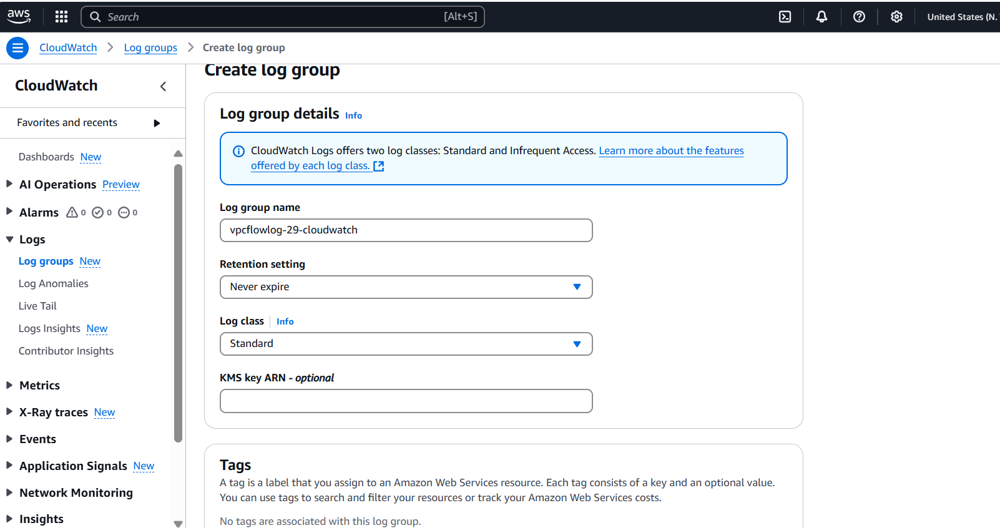 aws
Search [Alt+S]
United States (N.
CloudWatch > Log groups > Create log group
CloudWatch
Favorites and recents
Dashboards New
AI Operations Preview
Alarms 0 0 0
Logs
Log groups New
Log Anomalies
Live Tail
Logs Insights New
Contributor Insights
Metrics
X-Ray traces New
Events
Application Signals New
Network Monitoring
Insights
Create log group
Log group details Info
CloudWatch Logs offers two log classes: Standard and Infrequent Access. Learn more about the features
offered by each log class.
Log group name
vpcflowlog-29-cloudwatch
Retention setting
Never expire
Log class Info
Standard
KMS key ARN - optional
Tags
A tag is a label that you assign to an Amazon Web Services resource. Each tag consists of a key and an optional value.
You can use tags to search and filter your resources or track your Amazon Web Services costs.
No tags are associated with this log group.